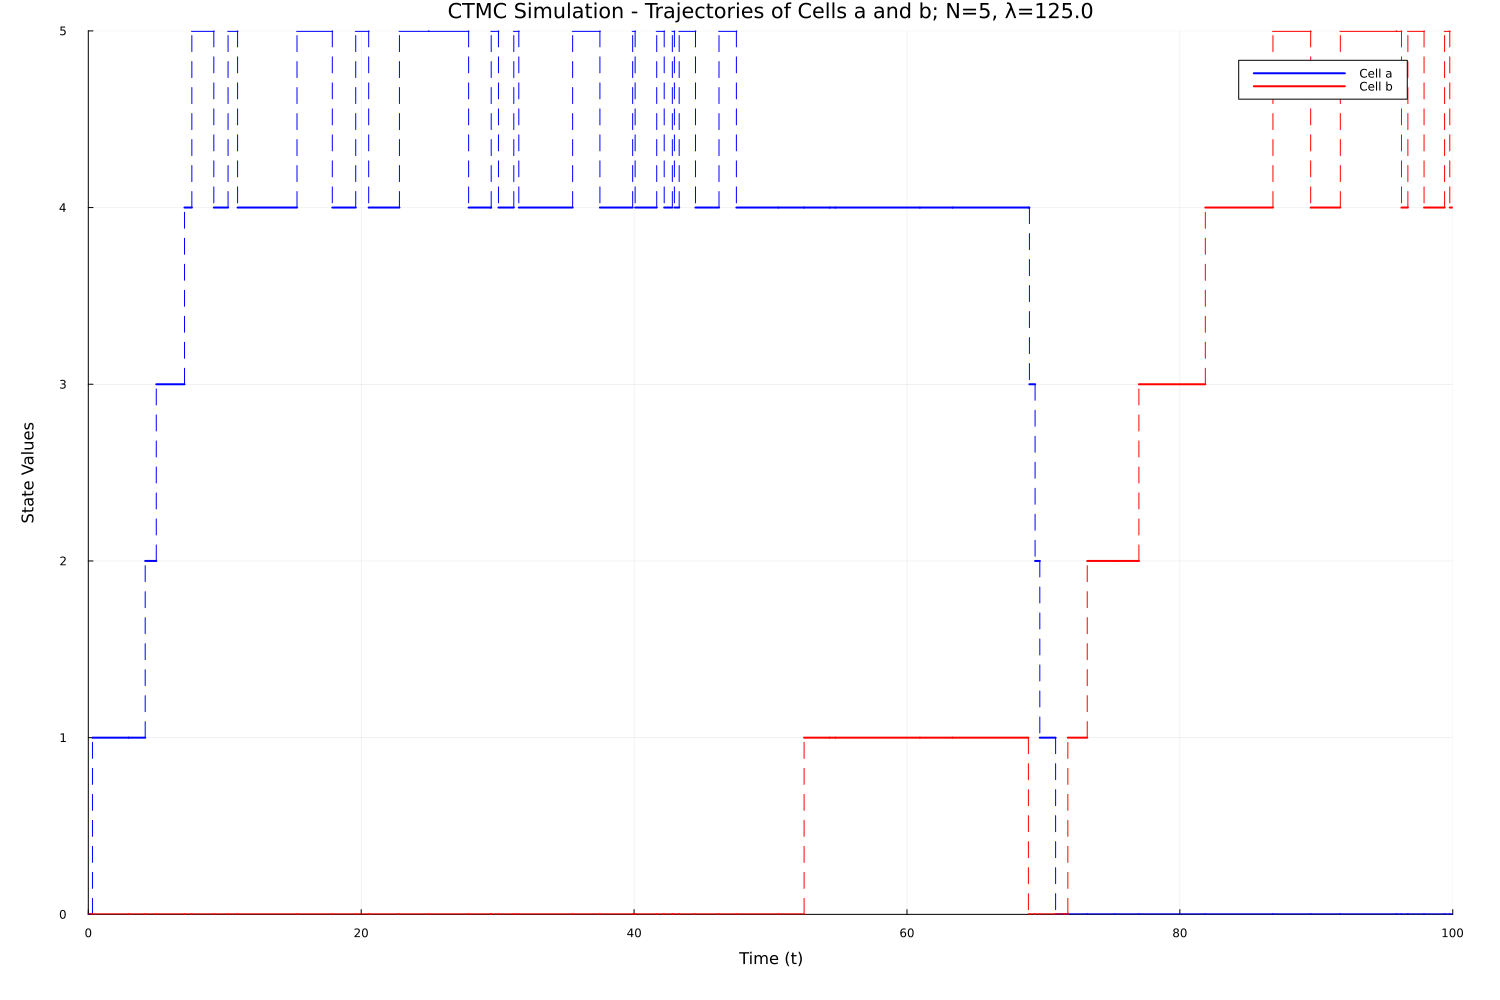 CTMC Simulation - Trajectories of Cells a and b; N=5, λ=125.0
5
Cell a
Cell b
4
3
State Values
2
1
0
0 20 40 60 80 100
Time (t)